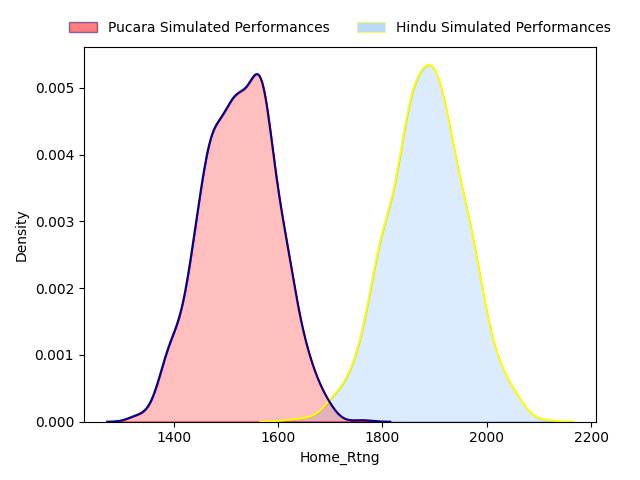 Pucara Simulated Performances Hindu Simulated Performances
0.005
0.004
0.003
0.002
0.001
0.000
Density
1400 1600 1800 2000 2200
Home_Rtng